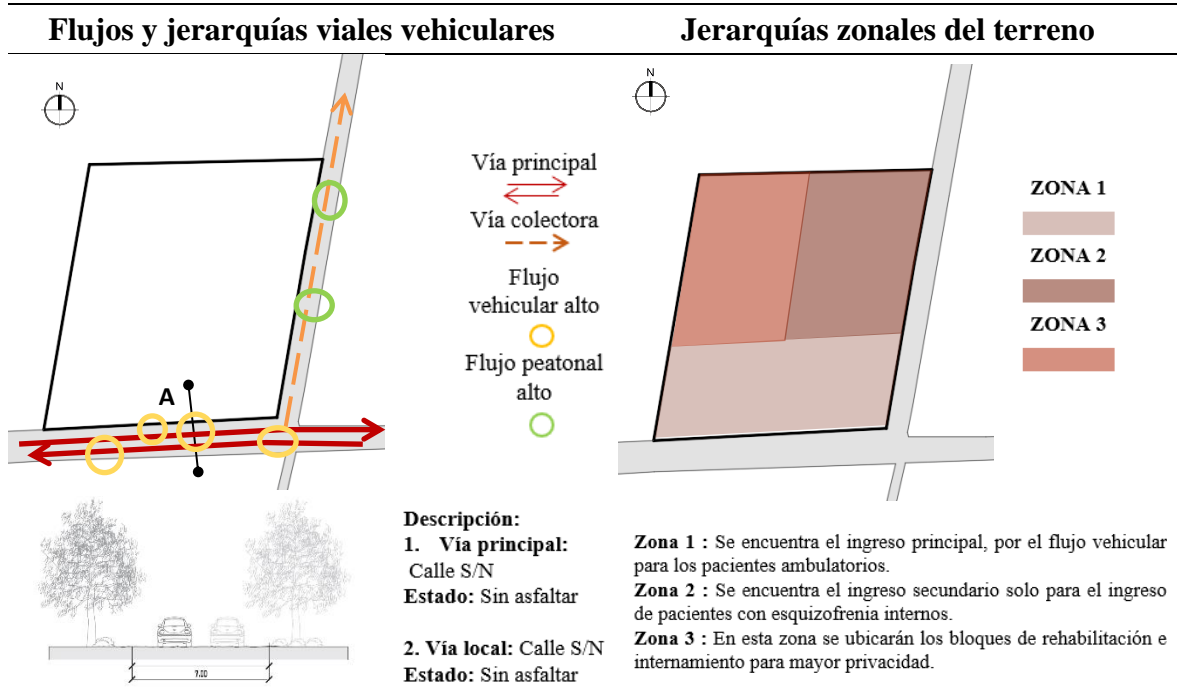 Flujos y jerarquías viales vehiculares
Jerarquías zonales del terreno
N
A
Vía principal
Vía colectora
Flujo
vehicular alto
Flujo peatonal
alto
N
ZONA 1
ZONA 2
ZONA 3
7.00
Descripción:
1. Vía principal:
Calle S/N
Estado: Sin asfaltar
2. Vía local: Calle S/N
Estado: Sin asfaltar
Zona 1 : Se encuentra el ingreso principal, por el flujo vehicular
para los pacientes ambulatorios.
Zona 2 : Se encuentra el ingreso secundario solo para el ingreso
de pacientes con esquizofrenia internos.
Zona 3 : En esta zona se ubicarán los bloques de rehabilitación e
internamiento para mayor privacidad.